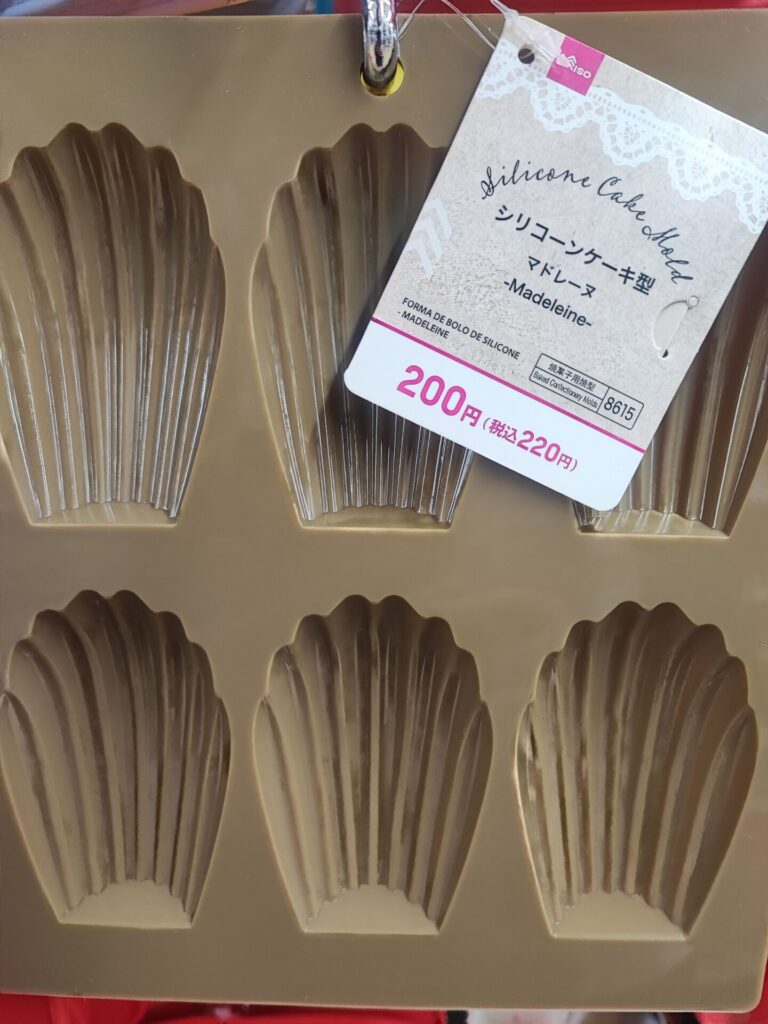 DAISO
Silicone Cake Mold
シリコーンケーキ型
マドレーヌ
-Madeleine-
FORMA DE BOLO DE SILICONE
- MADELEINE
焼菓子用焼型
Baked Confectionery Molds
8615
200円(税込220円)